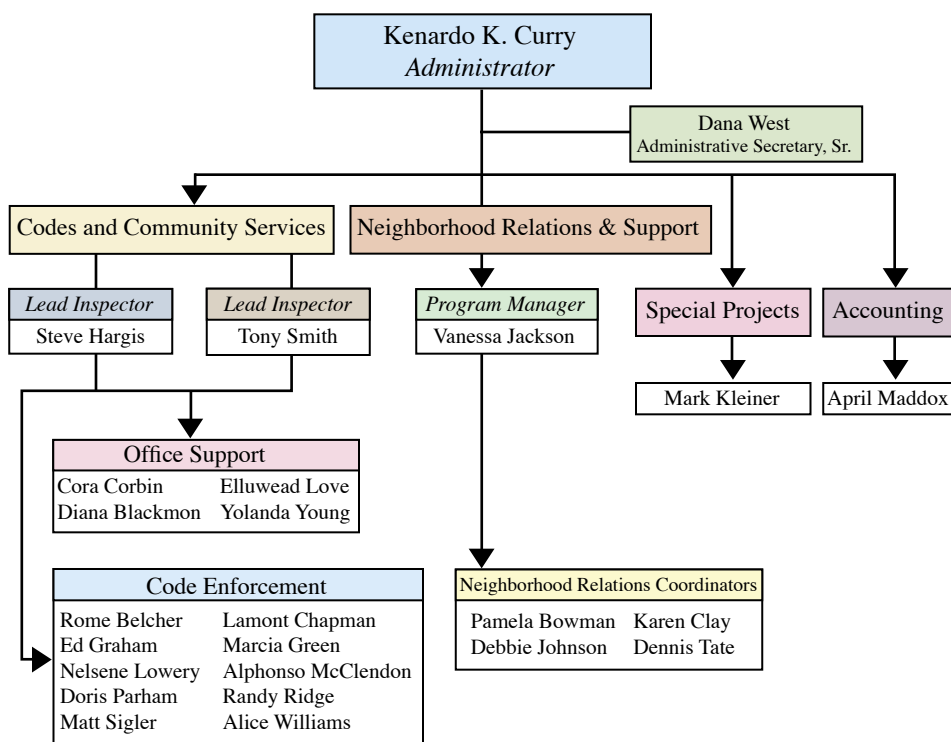 Kenardo K. Curry
Administrator
Dana West
Administrative Secretary, Sr.
Codes and Community Services
Neighborhood Relations & Support
Lead Inspector
Steve Hargis
Lead Inspector
Tony Smith
Program Manager
Vanessa Jackson
Special Projects
Accounting
Mark Kleiner
April Maddox
Office Support
Cora Corbin Elluwead Love
Diana Blackmon Yolanda Young
Code Enforcement
Rome Belcher Lamont Chapman
Ed Graham Marcia Green
Nelsene Lowery Alphonso McClendon
Doris Parham Randy Ridge
Matt Sigler Alice Williams
Neighborhood Relations Coordinators
Pamela Bowman Karen Clay
Debbie Johnson Dennis Tate